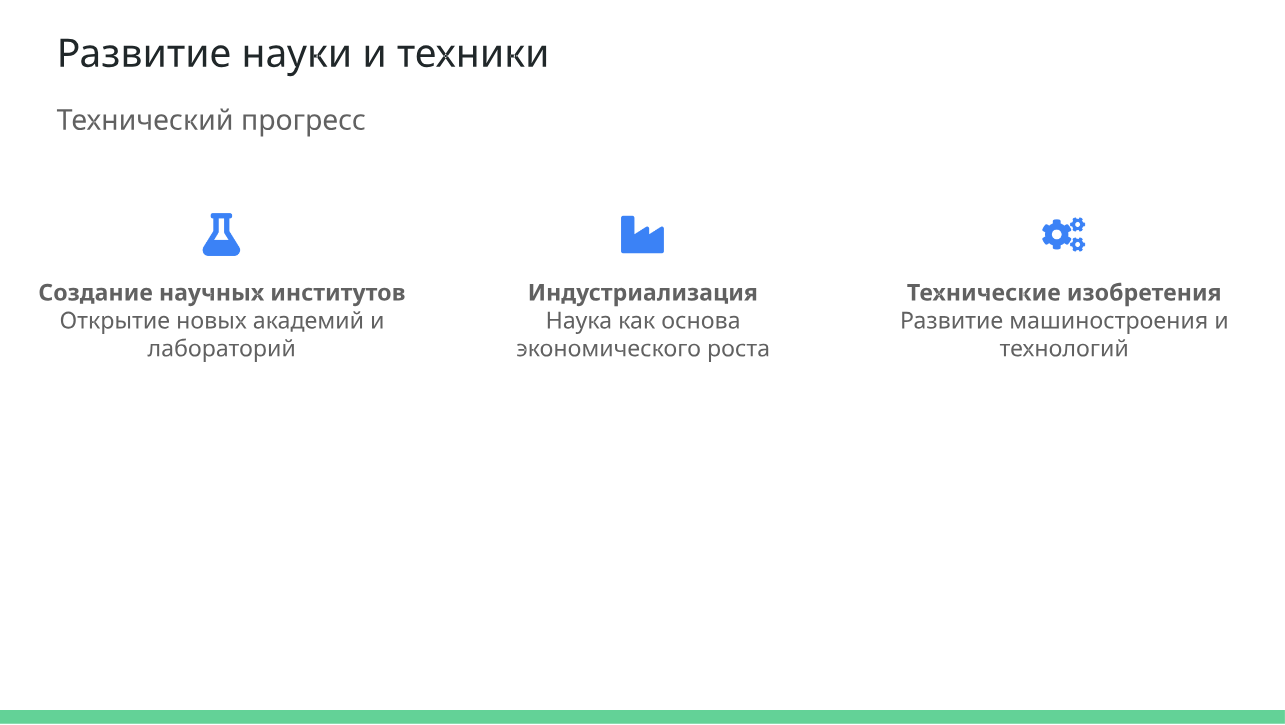 Развитие науки и техники
Технический прогресс
Создание научных институтов
Открытие новых академий и
лабораторий
Индустриализация
Наука как основа
экономического роста
Технические изобретения
Развитие машиностроения и
технологий